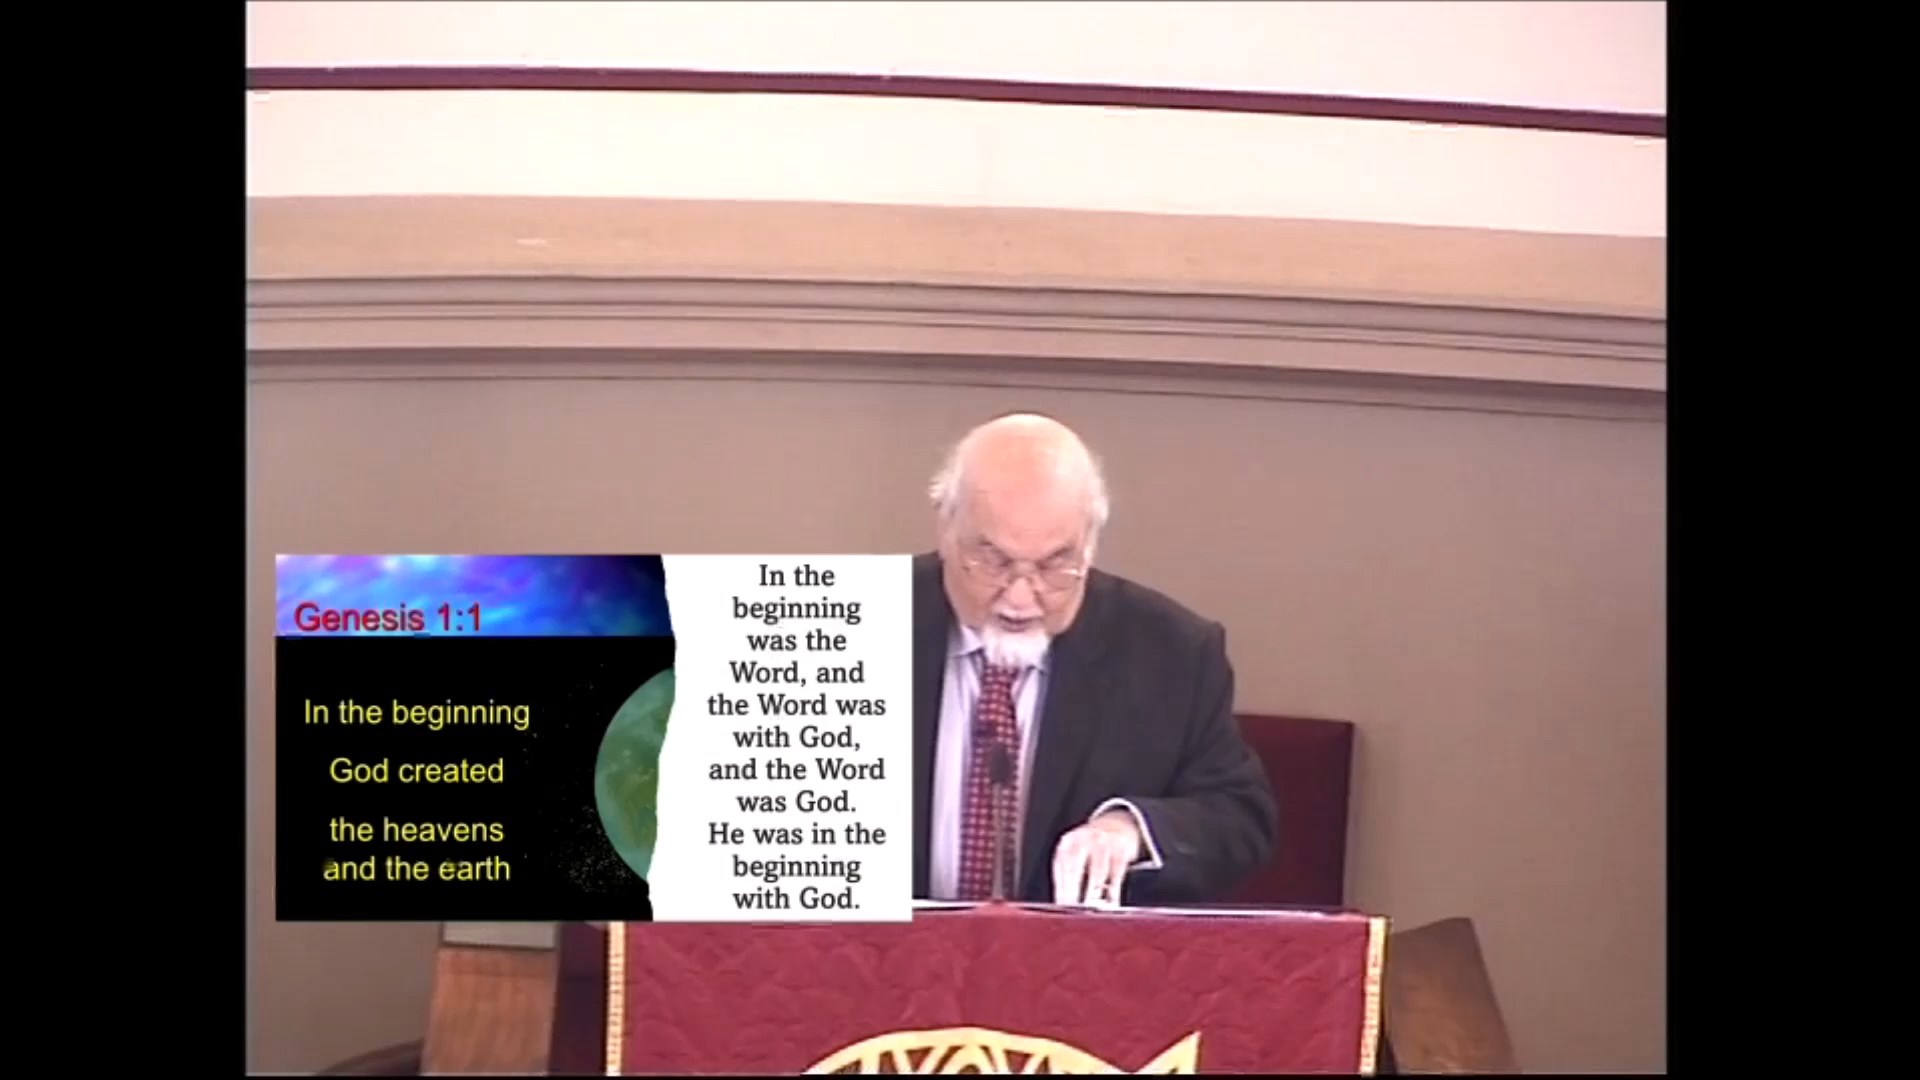 Genesis 1:1
In the beginning
God created
the heavens
and the earth
In the
beginning
was the
Word, and
the Word was
with God,
and the Word
was God.
He was in the
beginning
with God.